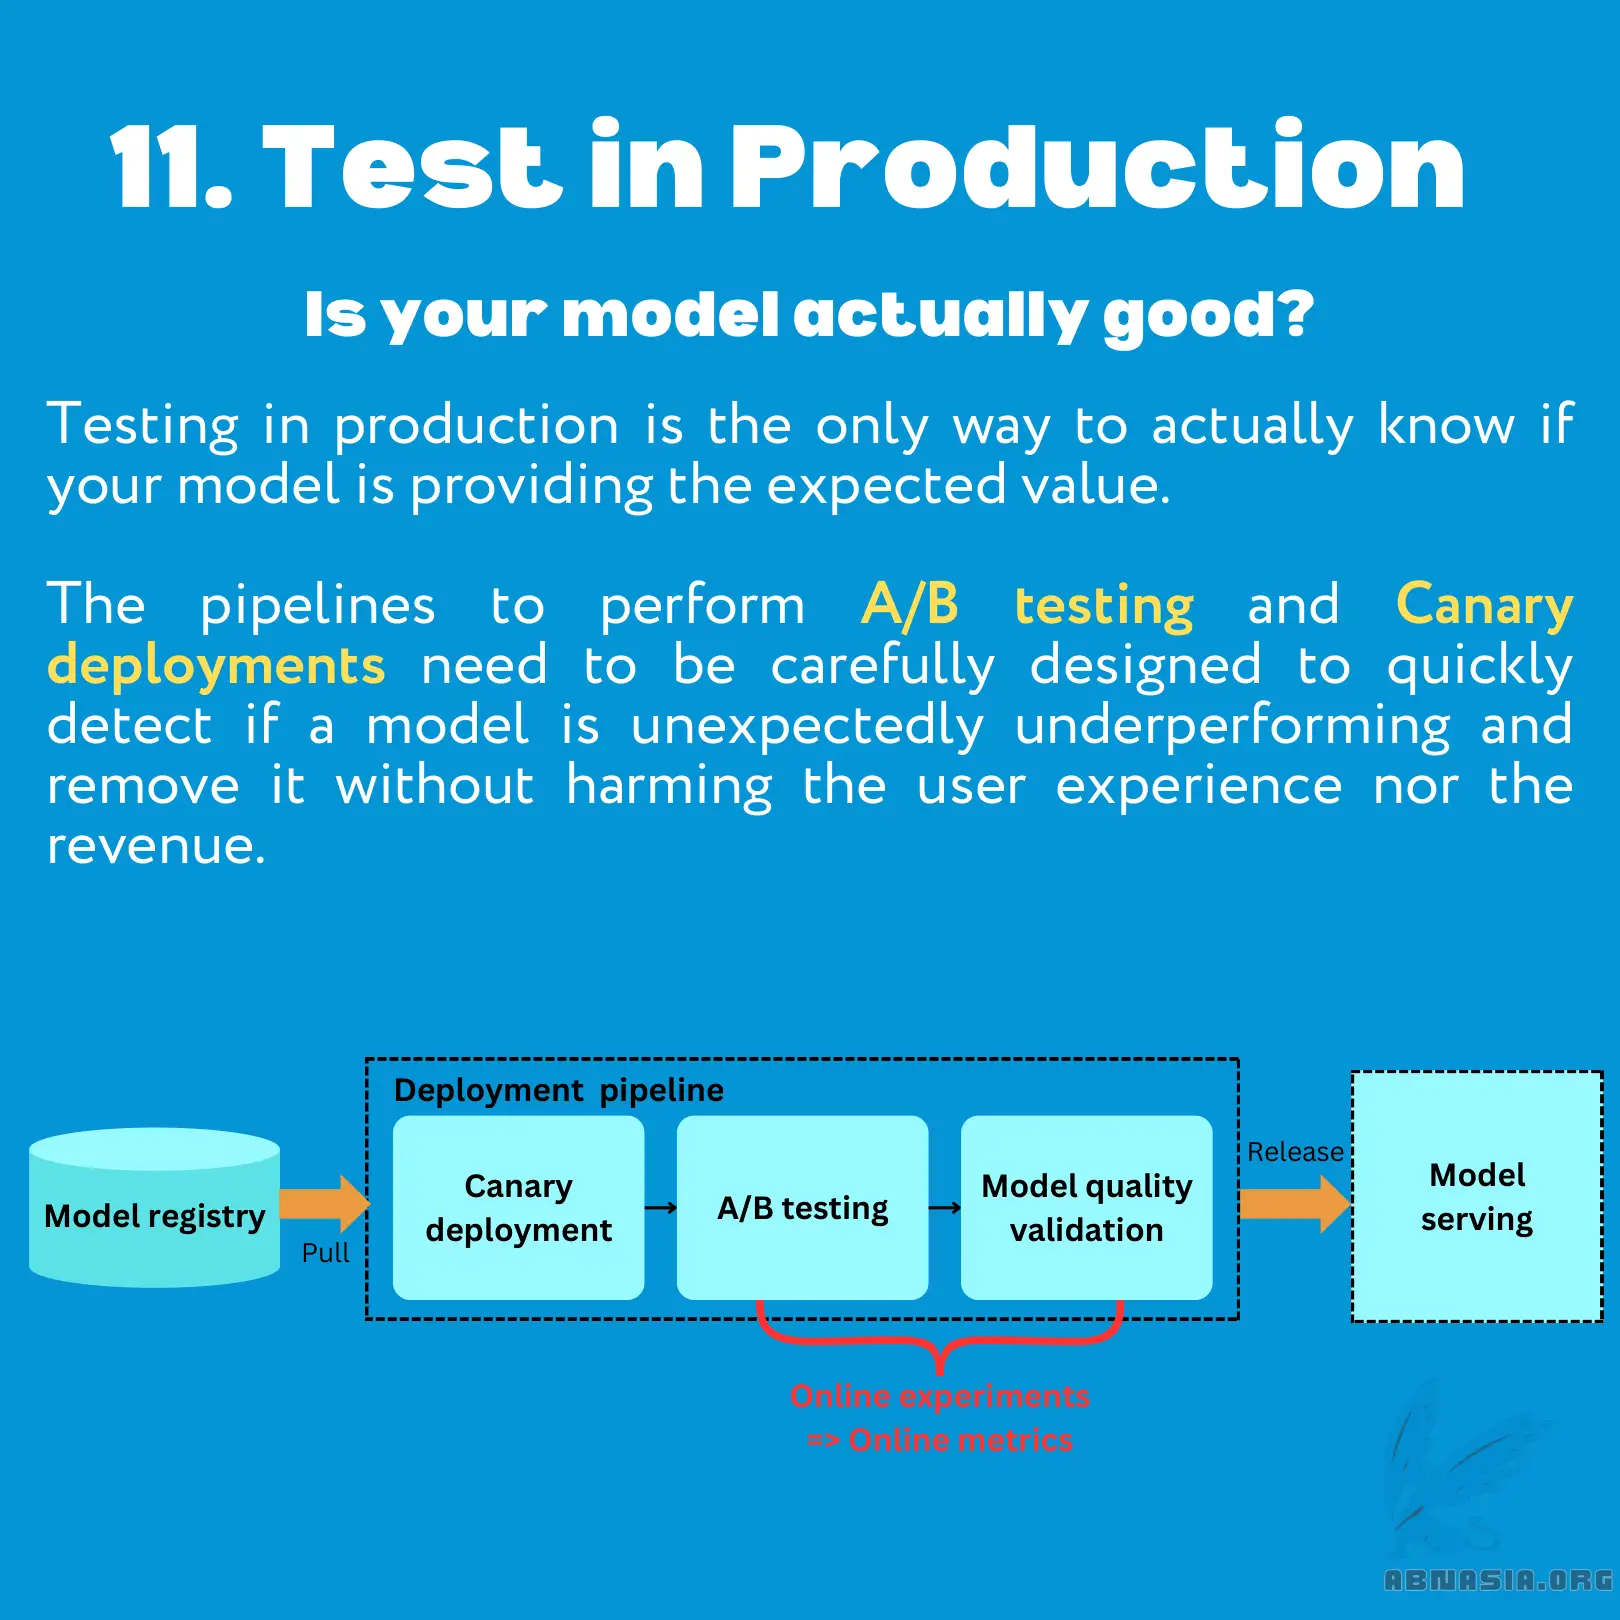 11. Test in Production
Is your model actually good?
Testing in production is the only way to actually know if
your model is providing the expected value.
The pipelines to perform A/B testing and Canary
deployments need to be carefully designed to quickly
detect if a model is unexpectedly underperforming and
remove it without harming the user experience nor the
revenue.
Deployment pipeline
Model registry
Pull
Canary
deployment
A/B testing
Model quality
validation
Release
Model
serving
Online experiments
=> Online metrics
ABNASIA.ORG